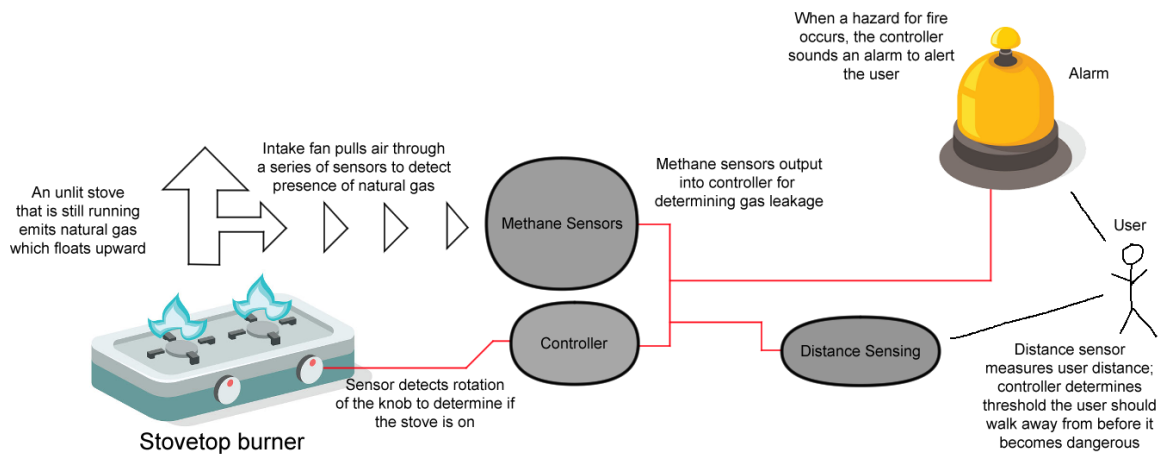 When a hazard for fire
occurs, the controller
sounds an alarm to alert
the user
Alarm
Intake fan pulls air through
a series of sensors to detect
presence of natural gas
An unlit stove
that is still running
emits natural gas
which floats upward
Methane Sensors
Methane sensors output
into controller for
determining gas leakage
User
Controller
Distance Sensing
Sensor detects rotation
of the knob to determine if
the stove is on
Distance sensor
measures user distance;
controller determines
threshold the user should
walk away from before it
becomes dangerous
Stovetop burner